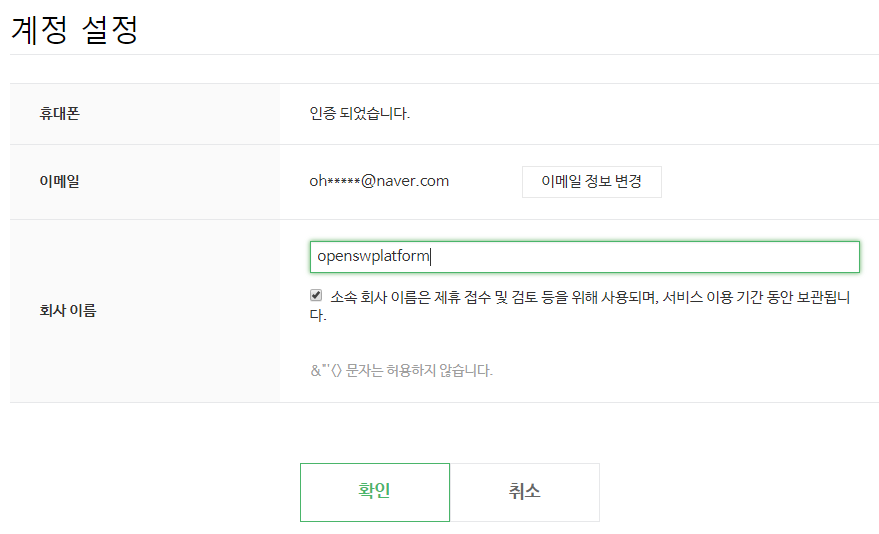 계정 설정
휴대폰
인증 되었습니다.
이메일
oh*****@naver.com
이메일 정보 변경
회사 이름
openswplatform
소속 회사 이름은 제휴 접수 및 검토 등을 위해 사용되며, 서비스 이용 기간 동안 보관됩니
다.
&"'<> 문자는 허용하지 않습니다.
확인
취소